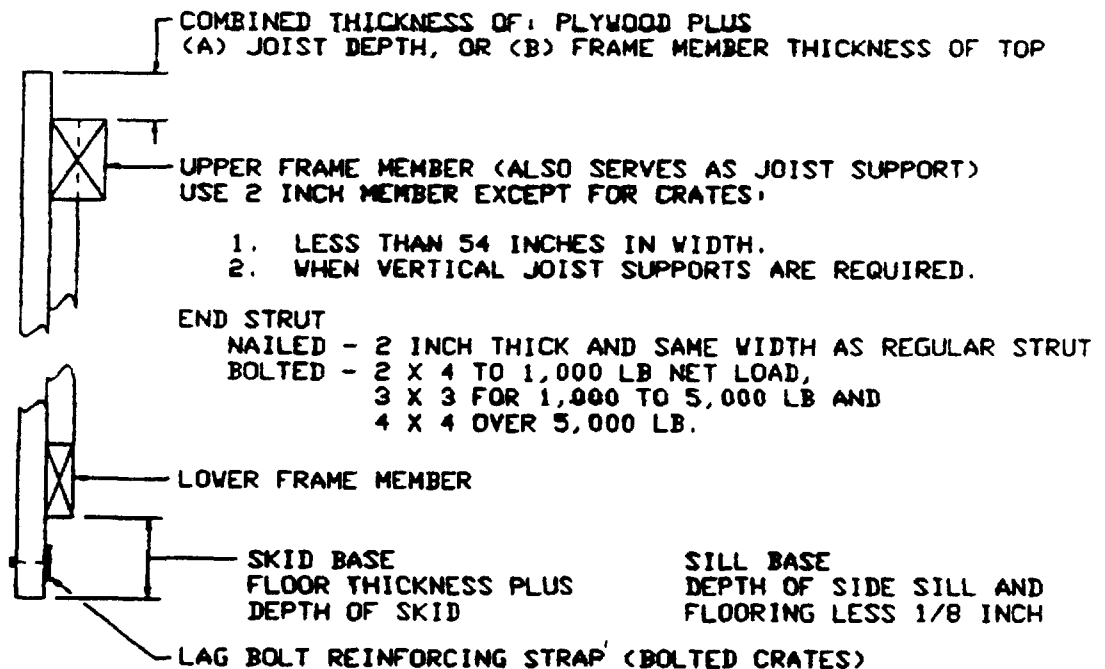 COMBINED THICKNESS OF: PLYWOOD PLUS
(A) JOIST DEPTH, OR (B) FRAME MEMBER THICKNESS OF TOP
UPPER FRAME MEMBER (ALSO SERVES AS JOIST SUPPORT)
USE 2 INCH MEMBER EXCEPT FOR CRATES:
1. LESS THAN 54 INCHES IN WIDTH.
2. WHEN VERTICAL JOIST SUPPORTS ARE REQUIRED.
END STRUT
NAILED - 2 INCH THICK AND SAME WIDTH AS REGULAR STRUT
BOLTED - 2 X 4 TO 1,000 LB NET LOAD,
3 X 3 FOR 1,000 TO 5,000 LB AND
4 X 4 OVER 5,000 LB.
LOWER FRAME MEMBER
SKID BASE
FLOOR THICKNESS PLUS
DEPTH OF SKID
SILL BASE
DEPTH OF SIDE SILL AND
FLOORING LESS 1/8 INCH
LAG BOLT REINFORCING STRAP (BOLTED CRATES)